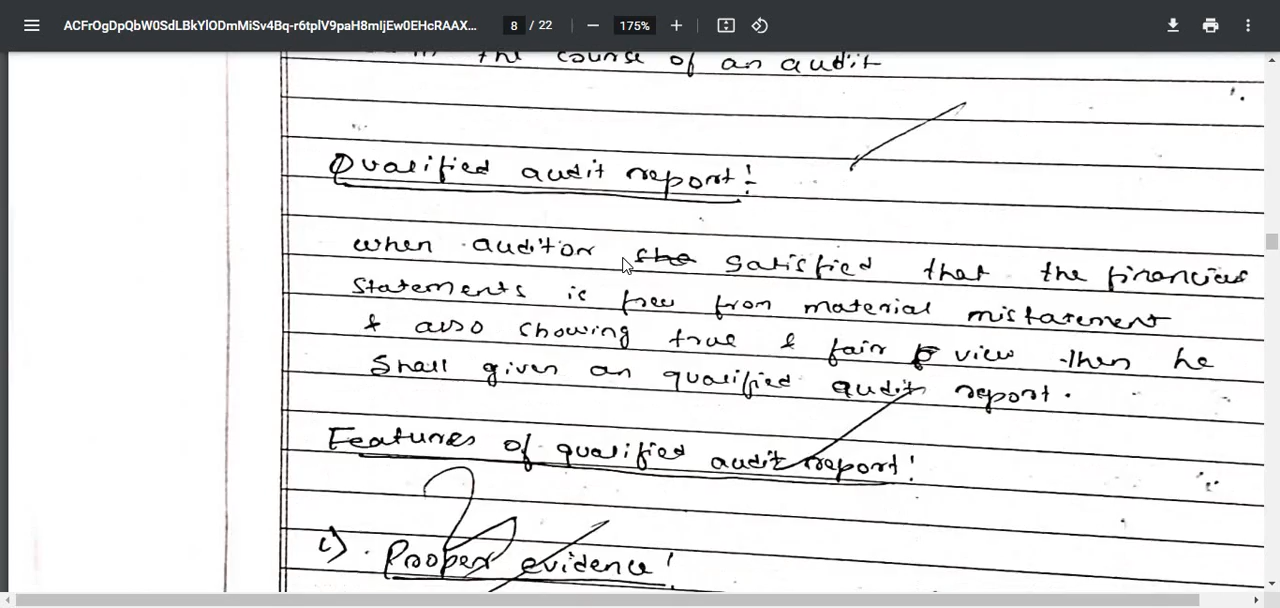 ACFrOgDpQbW0SdLBkYlODmMiSv4Bq-r6tplV9paH8mIjEw0EHcRAAX... 8 / 22 175%
the course of an audit
Qualified audit report:-
when auditor satisfied that the financial
statements is free from material mistatement
& also showing true & fair view then he
Shall given an qualified audit report.
Features of qualified audit report!
i) Proper evidence!